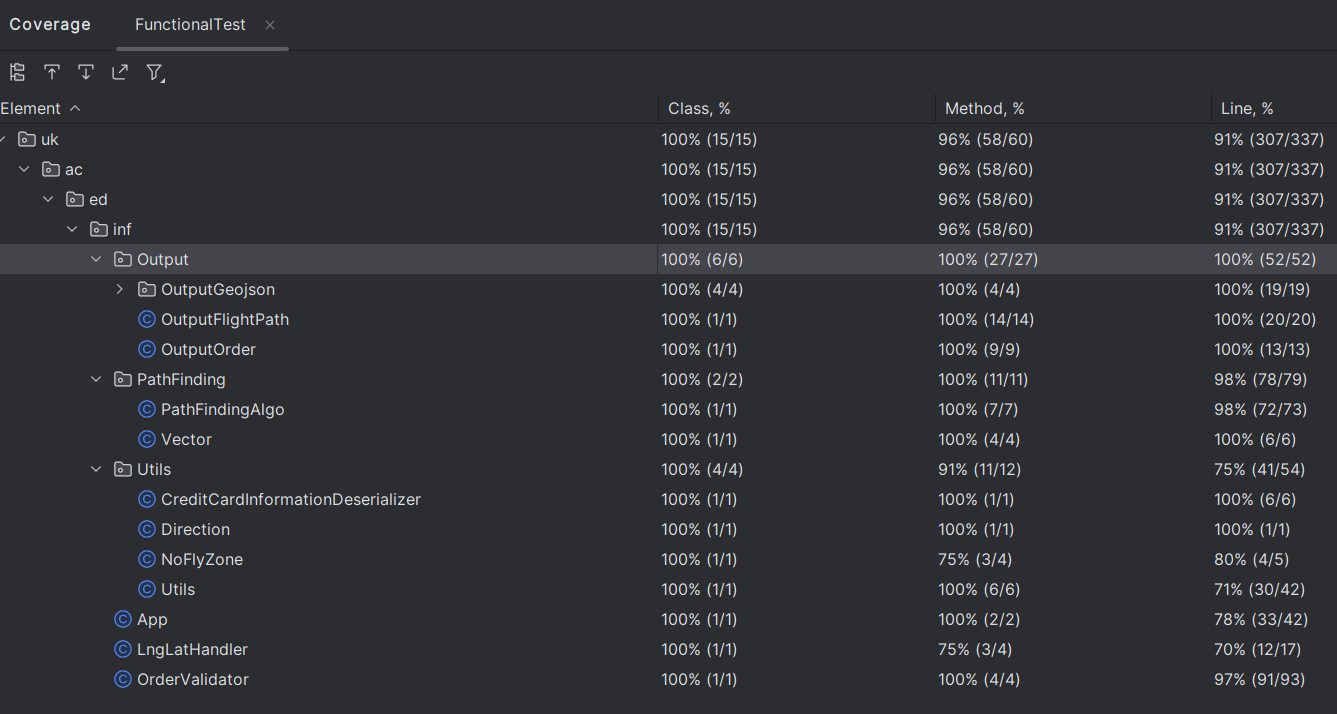 Coverage FunctionalTest
Element Class, % Method, % Line, %
uk 100% (15/15) 96% (58/60) 91% (307/337)
ac 100% (15/15) 96% (58/60) 91% (307/337)
ed 100% (15/15) 96% (58/60) 91% (307/337)
inf 100% (15/15) 96% (58/60) 91% (307/337)
Output 100% (6/6) 100% (27/27) 100% (52/52)
OutputGeojson 100% (4/4) 100% (4/4) 100% (19/19)
C OutputFlightPath 100% (1/1) 100% (14/14) 100% (20/20)
C OutputOrder 100% (1/1) 100% (9/9) 100% (13/13)
PathFinding 100% (2/2) 100% (11/11) 98% (78/79)
C PathFindingAlgo 100% (1/1) 100% (7/7) 98% (72/73)
C Vector 100% (1/1) 100% (4/4) 100% (6/6)
Utils 100% (4/4) 91% (11/12) 75% (41/54)
C CreditCardInformationDeserializer 100% (1/1) 100% (1/1) 100% (6/6)
C Direction 100% (1/1) 100% (1/1) 100% (1/1)
C NoFlyZone 100% (1/1) 75% (3/4) 80% (4/5)
C Utils 100% (1/1) 100% (6/6) 71% (30/42)
C App 100% (1/1) 100% (2/2) 78% (33/42)
C LngLatHandler 100% (1/1) 75% (3/4) 70% (12/17)
C OrderValidator 100% (1/1) 100% (4/4) 97% (91/93)